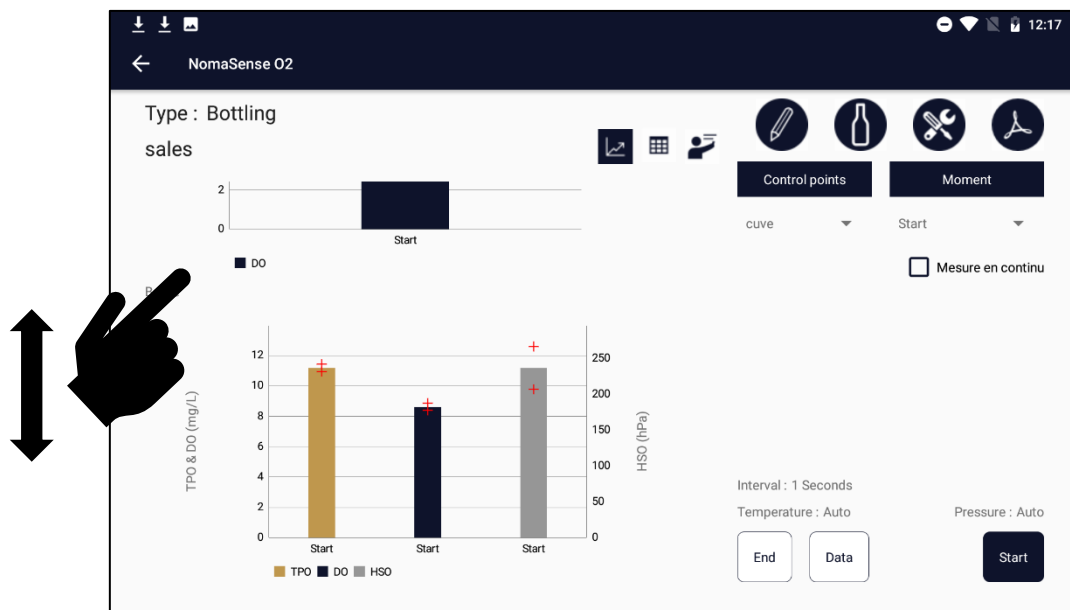 12:17
NomaSense O2
Type : Bottling
sales
Control points
Moment
cuve
Start
Mesure en continu
2
0
Start
DO
12
10
8
6
4
2
0
TPO & DO (mg/L)
250
200
150
100
50
0
HSO (hPa)
Start
Start
Start
TPO DO HSO
Interval : 1 Seconds
Temperature : Auto
Pressure : Auto
End
Data
Start